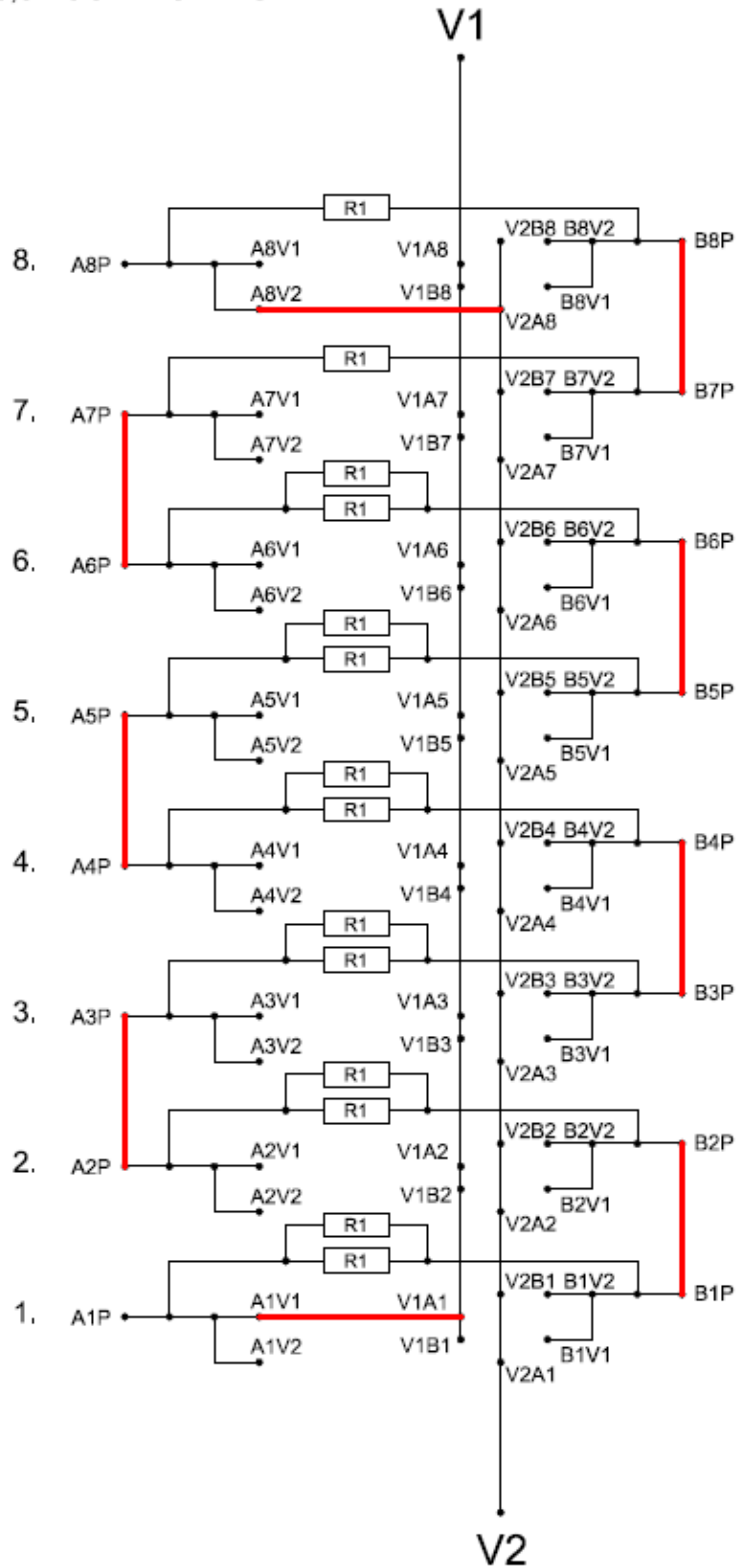 V1
R1
V2B8 B8V2 B8P
8. A8P A8V1 V1A8
A8V2 V1B8 V2A8 B8V1
R1
V2B7 B7V2 B7P
7. A7P A7V1 V1A7
A7V2 V1B7 V2A7 B7V1
R1
R1
V2B6 B6V2 B6P
6. A6P A6V1 V1A6
A6V2 V1B6 V2A6 B6V1
R1
R1
V2B5 B5V2 B5P
5. A5P A5V1 V1A5
A5V2 V1B5 V2A5 B5V1
R1
R1
V2B4 B4V2 B4P
4. A4P A4V1 V1A4
A4V2 V1B4 V2A4 B4V1
R1
R1
V2B3 B3V2 B3P
3. A3P A3V1 V1A3
A3V2 V1B3 V2A3 B3V1
R1
R1
V2B2 B2V2 B2P
2. A2P A2V1 V1A2
A2V2 V1B2 V2A2 B2V1
R1
R1
V2B1 B1V2 B1P
1. A1P A1V1 V1A1
A1V2 V1B1 V2A1 B1V1
V2